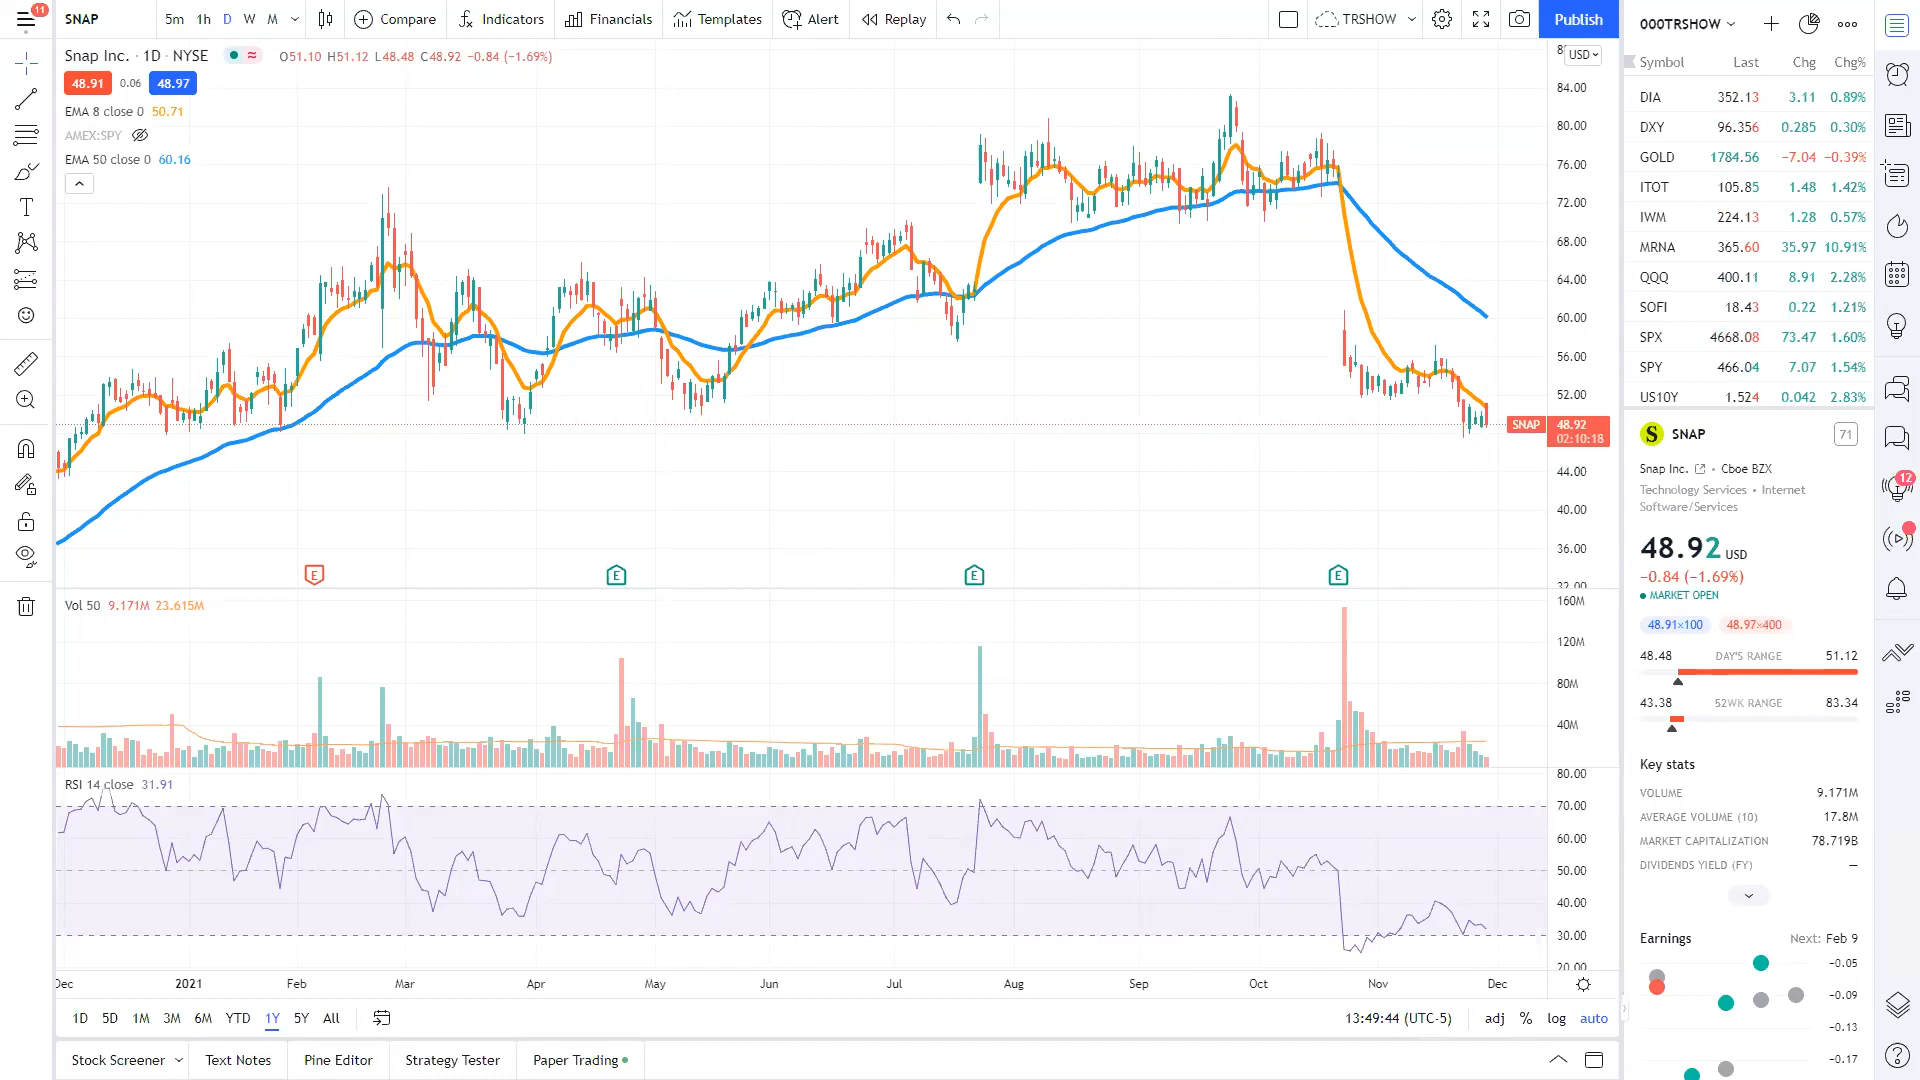 11
SNAP 5m 1h D W M Compare Indicators Financials Templates Alert Replay TRSHOW Publish
Snap Inc. · 1D · NYSE O51.10 H51.12 L48.48 C48.92 −0.84 (−1.69%)
48.91 0.06 48.97
EMA 8 close 0 50.71
AMEX:SPY
EMA 50 close 0 60.16
USD
84.00
80.00
76.00
72.00
68.00
64.00
60.00
56.00
52.00
SNAP 48.92
02:10:18
44.00
40.00
36.00
32.00
E E E E
Vol 50 9.171M 23.615M
160M
120M
80M
40M
RSI 14 close 31.91
80.00
70.00
60.00
50.00
40.00
30.00
20.00
Dec 2021 Feb Mar Apr May Jun Jul Aug Sep Oct Nov Dec
1D 5D 1M 3M 6M YTD 1Y 5Y All 13:49:44 (UTC-5) adj % log auto
Stock Screener Text Notes Pine Editor Strategy Tester Paper Trading
000TRSHOW
Symbol Last Chg Chg%
DIA 352.13 3.11 0.89%
DXY 96.356 0.285 0.30%
GOLD 1784.56 −7.04 −0.39%
ITOT 105.85 1.48 1.42%
IWM 224.13 1.28 0.57%
MRNA 365.60 35.97 10.91%
QQQ 400.11 8.91 2.28%
SOFI 18.43 0.22 1.21%
SPX 4668.08 73.47 1.60%
SPY 466.04 7.07 1.54%
US10Y 1.524 0.042 2.83%
S SNAP 71
Snap Inc. • Cboe BZX
Technology Services • Internet
Software/Services
48.92 USD
−0.84 (−1.69%)
MARKET OPEN
48.91×100 48.97×400
48.48 DAY'S RANGE 51.12
43.38 52WK RANGE 83.34
Key stats
VOLUME 9.171M
AVERAGE VOLUME (10) 17.8M
MARKET CAPITALIZATION 78.719B
DIVIDENDS YIELD (FY) —
Earnings Next: Feb 9
-0.05
-0.09
-0.13
-0.17
12